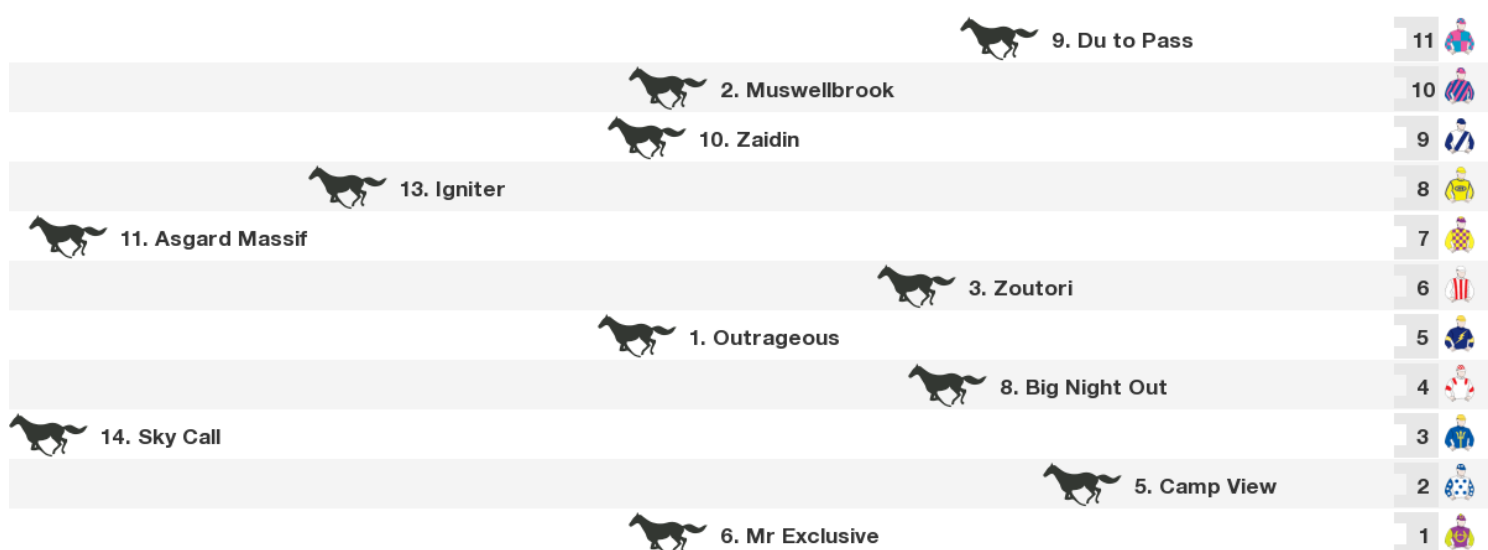 9. Du to Pass 11
2. Muswellbrook 10
10. Zaidin 9
13. Igniter 8
11. Asgard Massif 7
3. Zoutori 6
1. Outrageous 5
8. Big Night Out 4
14. Sky Call 3
5. Camp View 2
6. Mr Exclusive 1